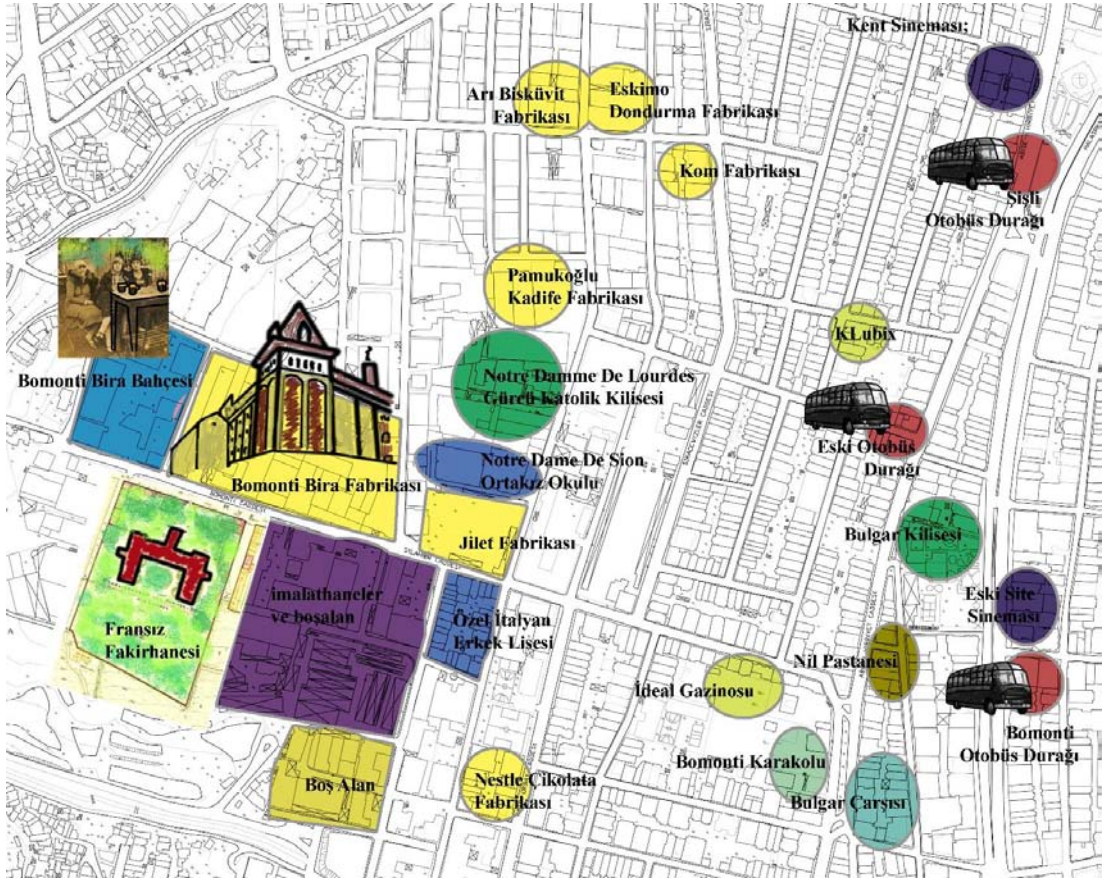 Kent Sineması;
Arı Bisküvit
Fabrikası
Eskimo
Dondurma Fabrikası
Kom Fabrikası
Şişli
Otobüs Durağı
Pamukoğlu
Kadife Fabrikası
KLubix
Bomonti Bira Bahçesi
Notre Damme De Lourdes
Gürcü Katolik Kilisesi
Eski Otobüs
Durağı
Bomonti Bira Fabrikası
Notre Dame De Sion
Ortakız Okulu
BOMONTİ CADDESİ
Jilet Fabrikası
Bulgar Kilisesi
imalathaneler
ve boşalan
Fransız
Fakirhanesi
Özel İtalyan
Erkek Lisesi
Eski Site
Sineması
Nil Pastanesi
İdeal Gazinosu
Bomonti
Otobüs Durağı
Bomonti Karakolu
Boş Alan
Nestle Çikolata
Fabrikası
Bulgar Çarşısı